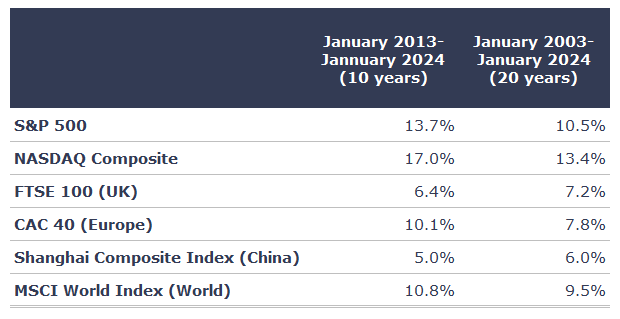 January 2013- January 2003-
Jannuary 2024 January 2024
(10 years) (20 years)
S&P 500 13.7% 10.5%
NASDAQ Composite 17.0% 13.4%
FTSE 100 (UK) 6.4% 7.2%
CAC 40 (Europe) 10.1% 7.8%
Shanghai Composite Index (China) 5.0% 6.0%
MSCI World Index (World) 10.8% 9.5%